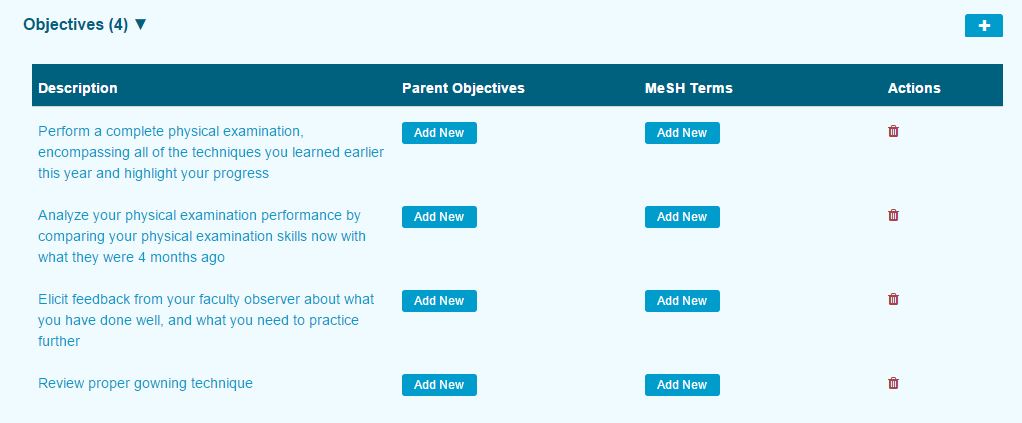 Objectives (4) ▼
+
Description Parent Objectives MeSH Terms Actions
Perform a complete physical examination, Add New Add New
encompassing all of the techniques you learned earlier
this year and highlight your progress
Analyze your physical examination performance by Add New Add New
comparing your physical examination skills now with
what they were 4 months ago
Elicit feedback from your faculty observer about what Add New Add New
you have done well, and what you need to practice
further
Review proper gowning technique Add New Add New